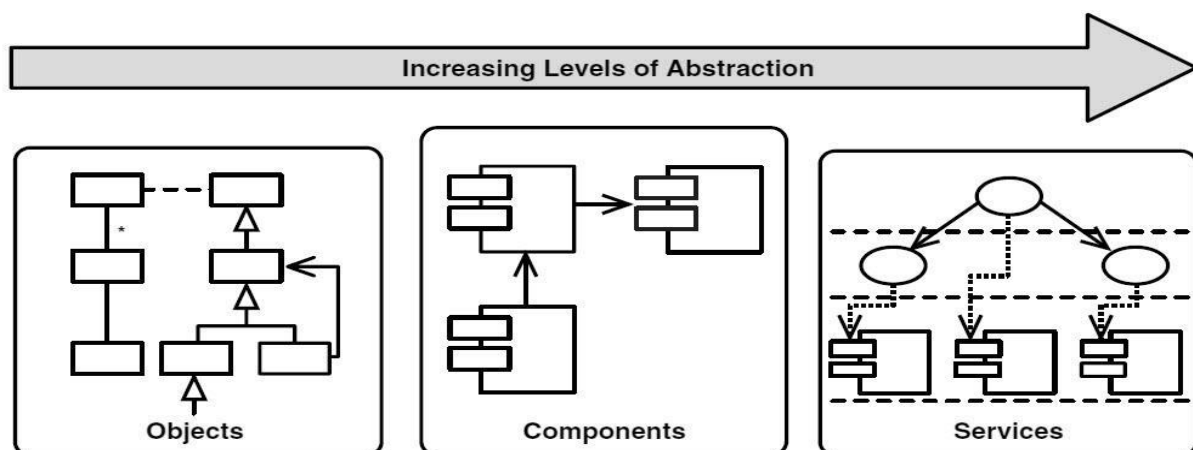 Increasing Levels of Abstraction
*
Objects
Components
Services